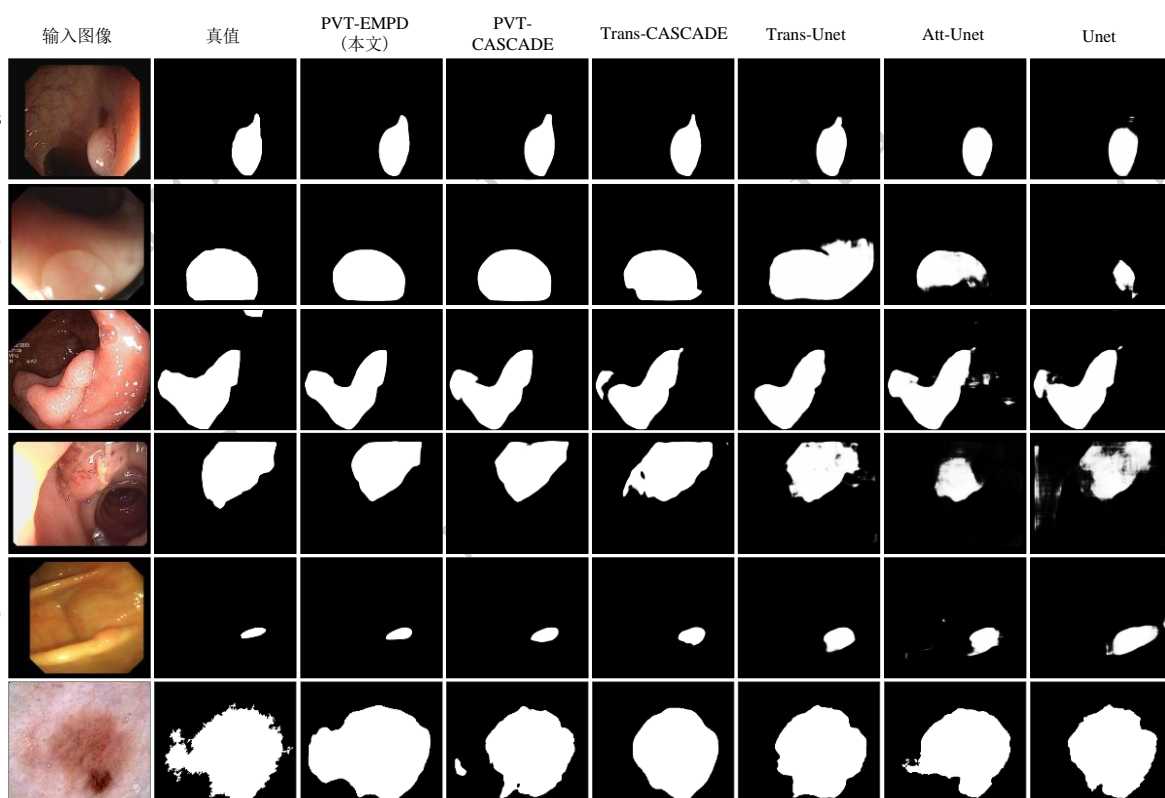 输入图像
真值
PVT-EMPD
（本文）
PVT-
CASCADE
Trans-CASCADE
Trans-Unet
Att-Unet
Unet